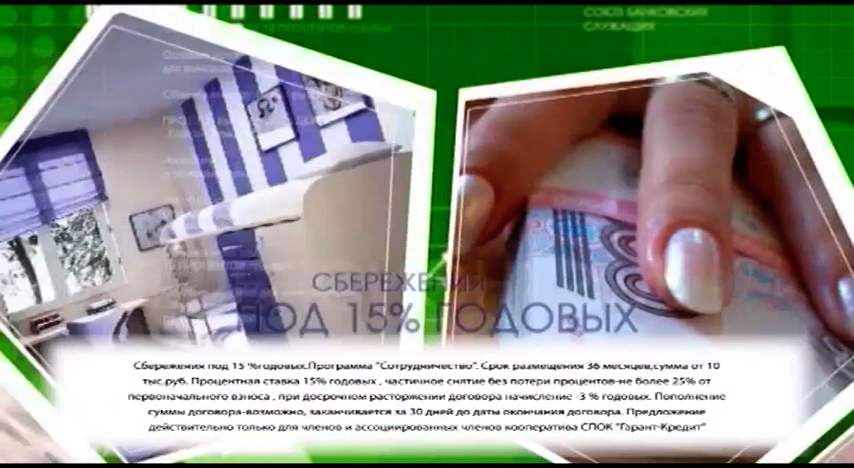 СОЮЗ БАНКОВСКИХ
СЛУЖАЩИХ
СБЕРЕЖЕНИЯ
ПОД 15% ГОДОВЫХ
Сбережения под 15 %годовых.Программа "Сотрудничество". Срок размещения 36 месяцев,сумма от 10
тыс.руб. Процентная ставка 15% годовых , частичное снятие без потери процентов-не более 25% от
первоначального взноса , при досрочном расторжении договора начисление -3 % годовых. Пополнение
суммы договора-возможно, заканчивается за 30 дней до даты окончания договора. Предложение
действительно только для членов и ассоциированных членов кооператива СПОК "Гарант-Кредит"